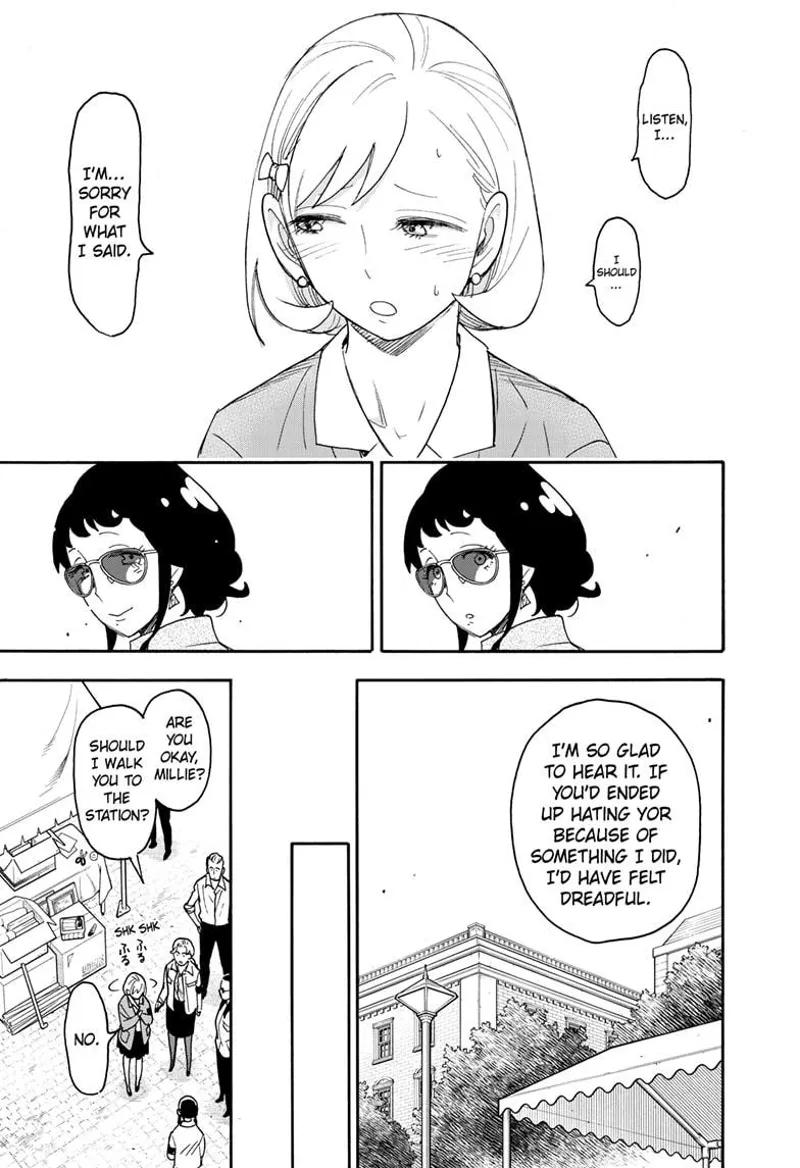 LISTEN,
I...
I
SHOULD
...
I'M...
SORRY
FOR
WHAT
I SAID.
I'M SO GLAD
TO HEAR IT. IF
YOU'D ENDED
UP HATING YOR
BECAUSE OF
SOMETHING I DID,
I'D HAVE FELT
DREADFUL.
ARE
YOU
OKAY,
MILLIE?
SHOULD
I WALK
YOU TO
THE
STATION?
SHK SHK
ぶる
ぶる
NO.